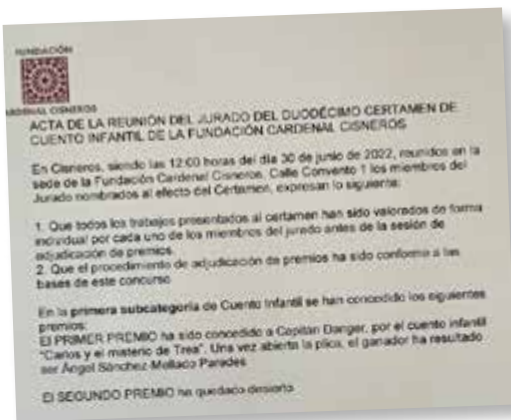 FUNDACIÓN
CARDENAL CISNEROS
ACTA DE LA REUNIÓN DEL JURADO DEL DUODÉCIMO CERTAMEN DE
CUENTO INFANTIL DE LA FUNDACIÓN CARDENAL CISNEROS
En Cisneros, siendo las 12:00 horas del día 30 de junio de 2022, reunidos en la
sede de la Fundación Cardenal Cisneros, Calle Convento 1 los miembros del
Jurado nombrados al efecto del Certamen, expresan lo siguiente:
1. Que todos los trabajos presentados al certamen han sido valorados de forma
individual por cada uno de los miembros del jurado antes de la sesión de
adjudicación de premios.
2. Que el procedimiento de adjudicación de premios ha sido conforme a las
bases de este concurso
En la primera subcategoría de Cuento Infantil se han concedido los siguientes
premios:
El PRIMER PREMIO ha sido concedido a Capitán Danger, por el cuento infantil
"Carlos y el misterio de Trea". Una vez abierta la plica, el ganador ha resultado
ser Ángel Sánchez-Mellado Parades
El SEGUNDO PREMIO ha quedado desierto